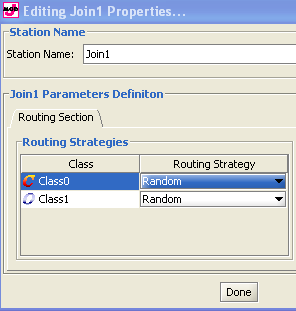 Editing Join1 Properties...
Station Name
Station Name: Join1
Join1 Parameters Definiton
Routing Section
Routing Strategies
Class Routing Strategy
Class0 Random
Class1 Random
Done